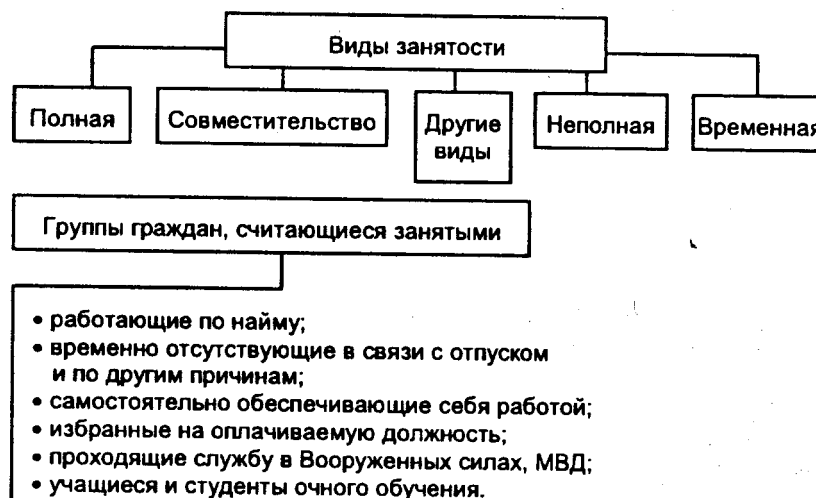 Виды занятости
Полная
Совместительство
Другие
виды
Неполная
Временная
Группы граждан, считающиеся занятыми
• работающие по найму;
• временно отсутствующие в связи с отпуском
и по другим причинам;
• самостоятельно обеспечивающие себя работой;
• избранные на оплачиваемую должность;
• проходящие службу в Вооруженных силах, МВД;
• учащиеся и студенты очного обучения.